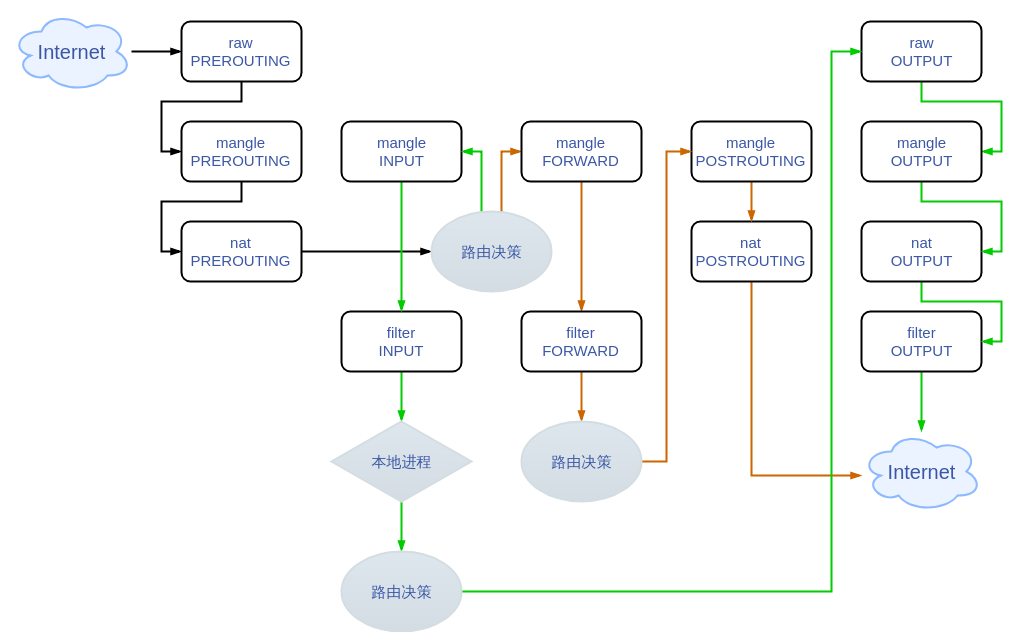 Internet
raw
PREROUTING
raw
OUTPUT
mangle
PREROUTING
mangle
INPUT
mangle
FORWARD
mangle
POSTROUTING
mangle
OUTPUT
nat
PREROUTING
路由决策
nat
POSTROUTING
nat
OUTPUT
filter
INPUT
filter
FORWARD
filter
OUTPUT
本地进程
路由决策
Internet
路由决策